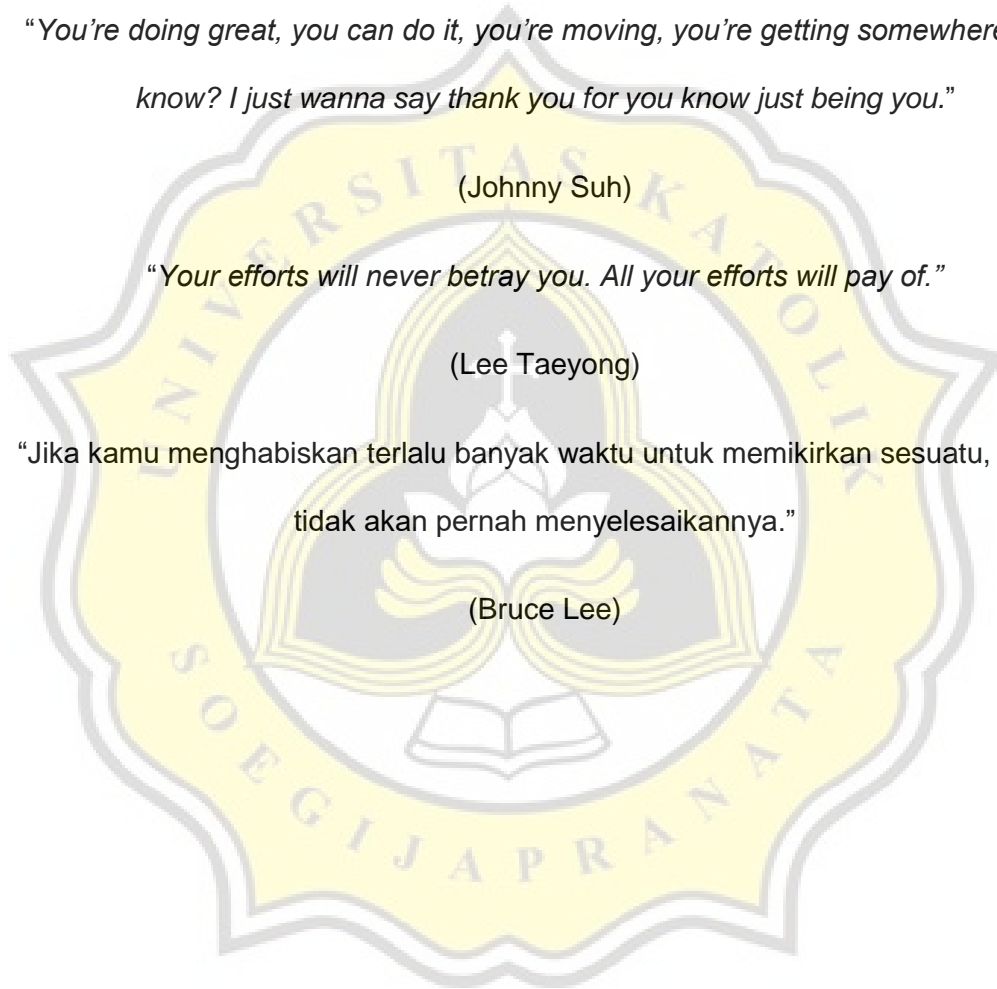 “You’re doing great, you can do it, you’re moving, you’re getting somewhere
know? I just wanna say thank you for you know just being you.”
(Johnny Suh)
“Your efforts will never betray you. All your efforts will pay of.”
(Lee Taeyong)
“Jika kamu menghabiskan terlalu banyak waktu untuk memikirkan sesuatu,
tidak akan pernah menyelesaikannya.”
(Bruce Lee)
UNIVERSITAS KATOLIK
SOEGIJAPRANATA